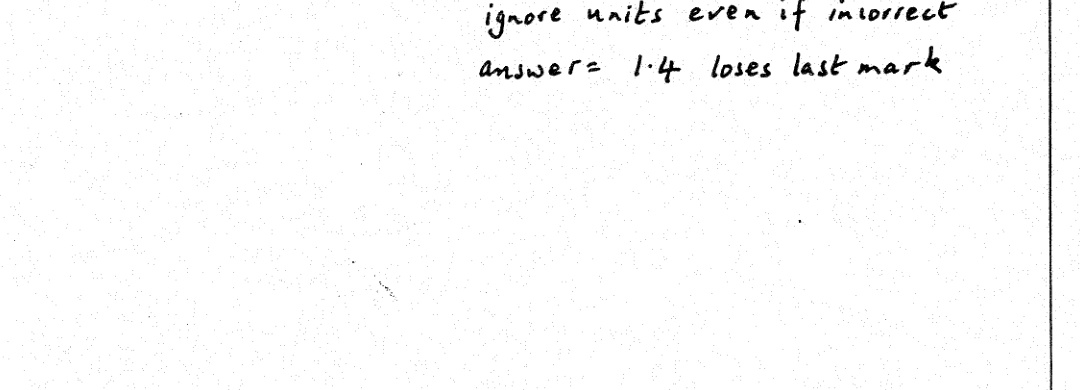 ignore units even if incorrect
answer = 1.4 loses last mark